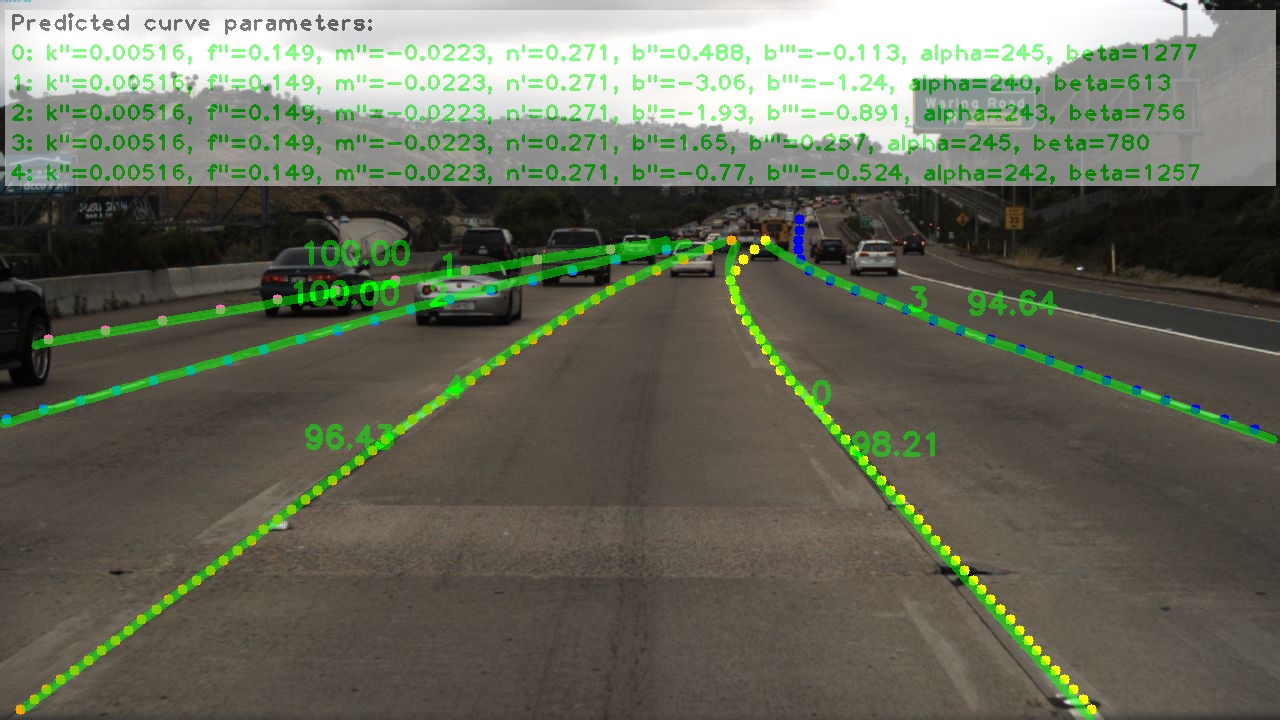 Predicted curve parameters:
0: k''=0.00516, f''=0.149, m''=-0.0223, n'=0.271, b''=0.488, b'''=-0.113, alpha=245, beta=1277
1: k''=0.00516, f''=0.149, m''=-0.0223, n'=0.271, b''=-3.06, b'''=-1.24, alpha=240, beta=613
2: k''=0.00516, f''=0.149, m''=-0.0223, n'=0.271, b''=-1.93, b'''=-0.891, alpha=243, beta=756
3: k''=0.00516, f''=0.149, m''=-0.0223, n'=0.271, b''=1.65, b'''=0.257, alpha=245, beta=780
4: k''=0.00516, f''=0.149, m''=-0.0223, n'=0.271, b''=-0.77, b'''=-0.524, alpha=242, beta=1257
Waring Road
35
100.00 1
100.00 2
3 94.64
4 0
96.43 98.21